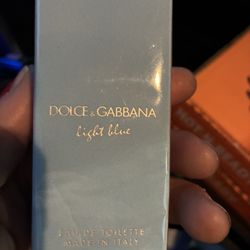 DOLCE & GABBANA
light blue
EAU DE TOILETTE
MADE IN ITALY